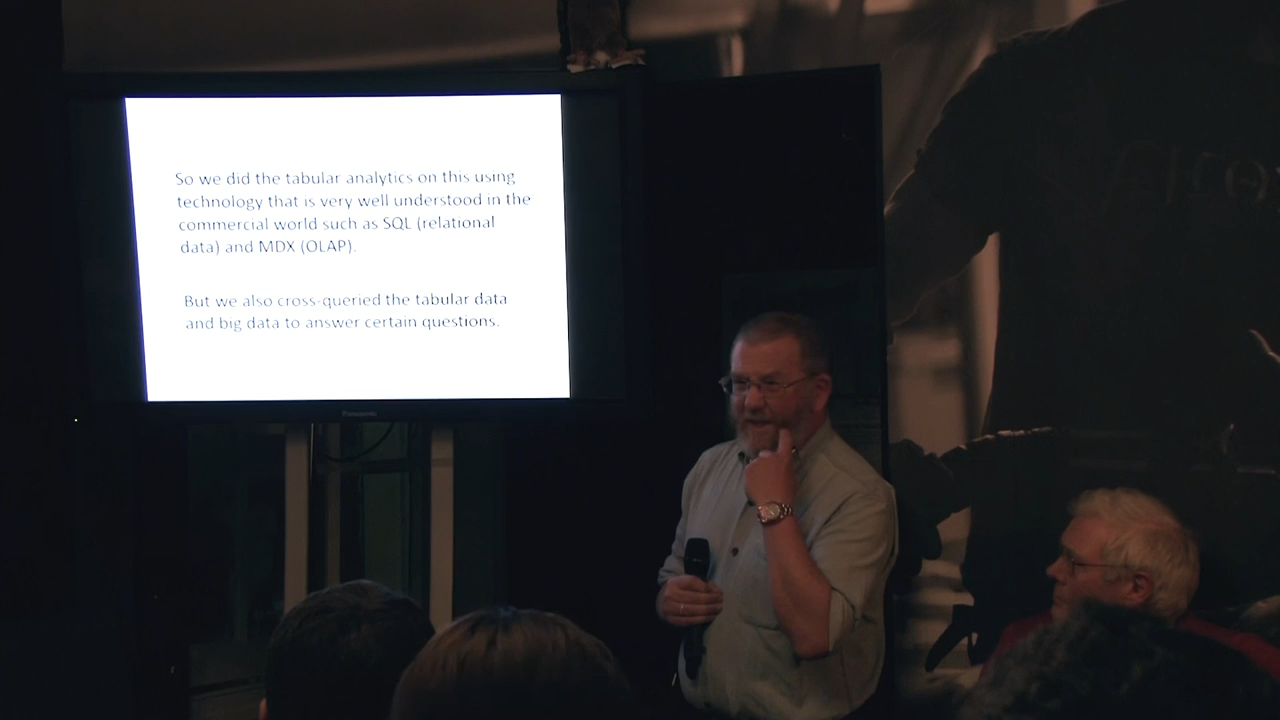 So we did the tabular analytics on this using
technology that is very well understood in the
commercial world such as SQL (relational
data) and MDX (OLAP).
But we also cross-queried the tabular data
and big data to answer certain questions.
Panasonic